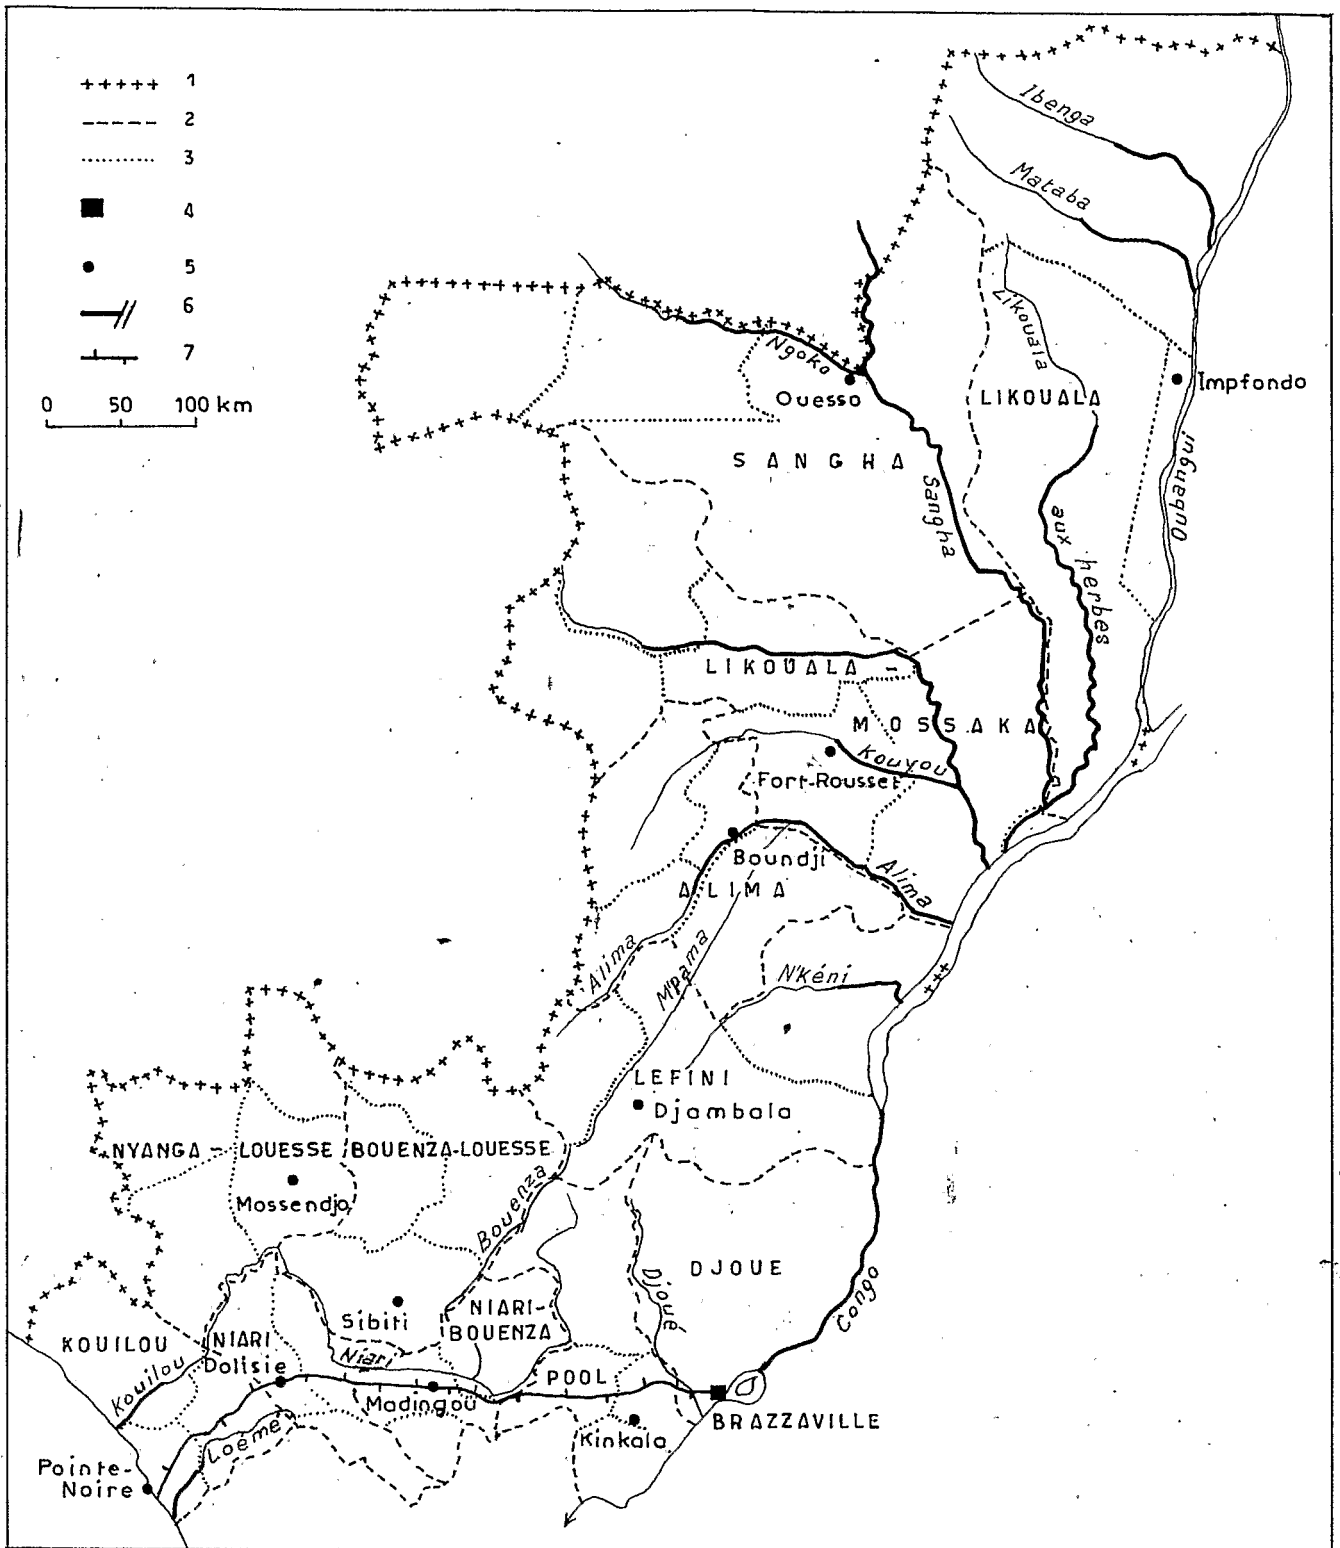 1
2
3
4
5
6
7
0 50 100 km
Ibenga
Mataba
Likouala
Ngoko
Ouesso
LIKOUALA
Impfondo
SANGHA
Sangha
Oubangui
aux herbes
LIKOUALA -
MOSSAKA
Kouyou
Fort-Rousset
Boundji
ALIMA
Alima
Alima
M'Pama
N'Kéni
LEFINI
Djambala
NYANGA - LOUESSE
BOUENZA-LOUESSE
Mossendjo
Bouenza
DJOUE
Djoué
Congo
Sibiti
NIARI-
BOUENZA
KOUILOU
NIARI
Dolisie
Niari
Kouilou
POOL
Madingou
BRAZZAVILLE
Loémé
Kinkala
Pointe-
Noire